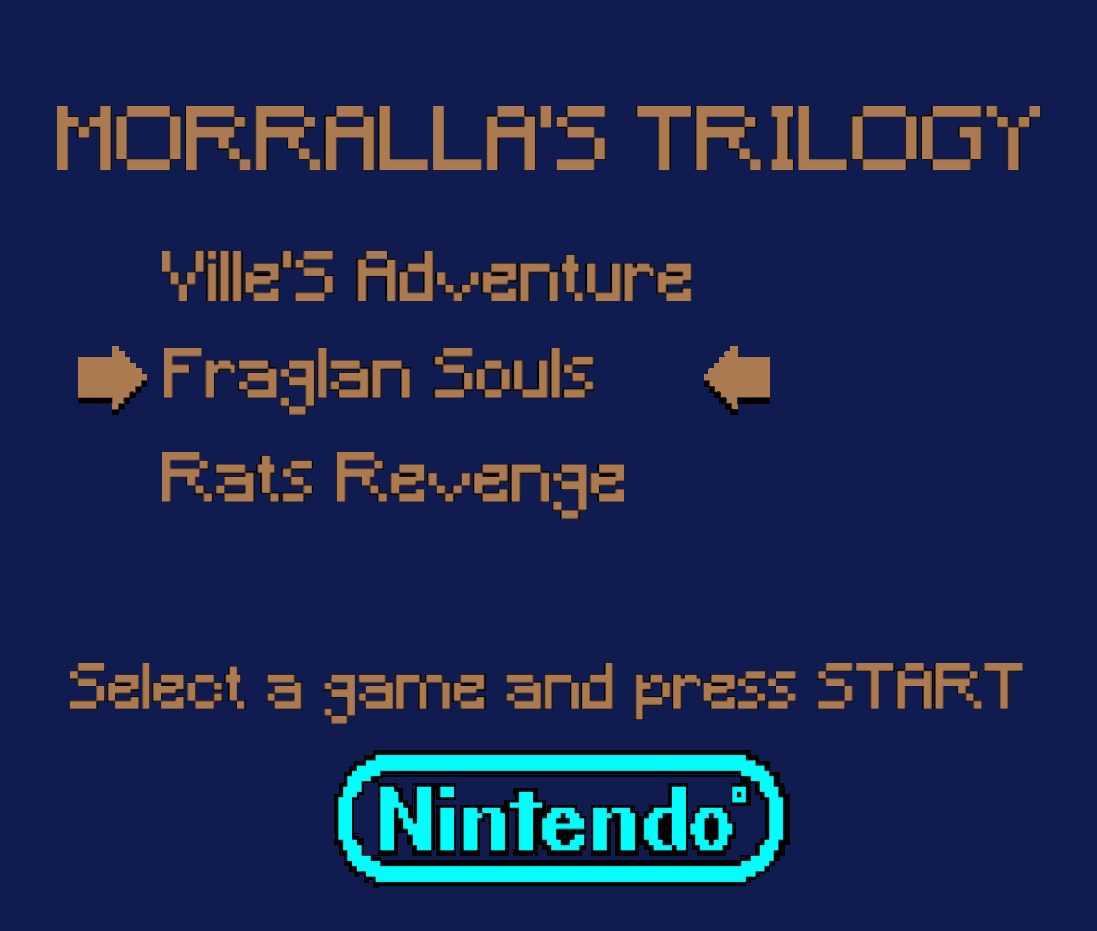 MORRALLA'S TRILOGY
Ville'S Adventure
Fraglan Souls
Rats Revenge
Select a game and press START
Nintendo